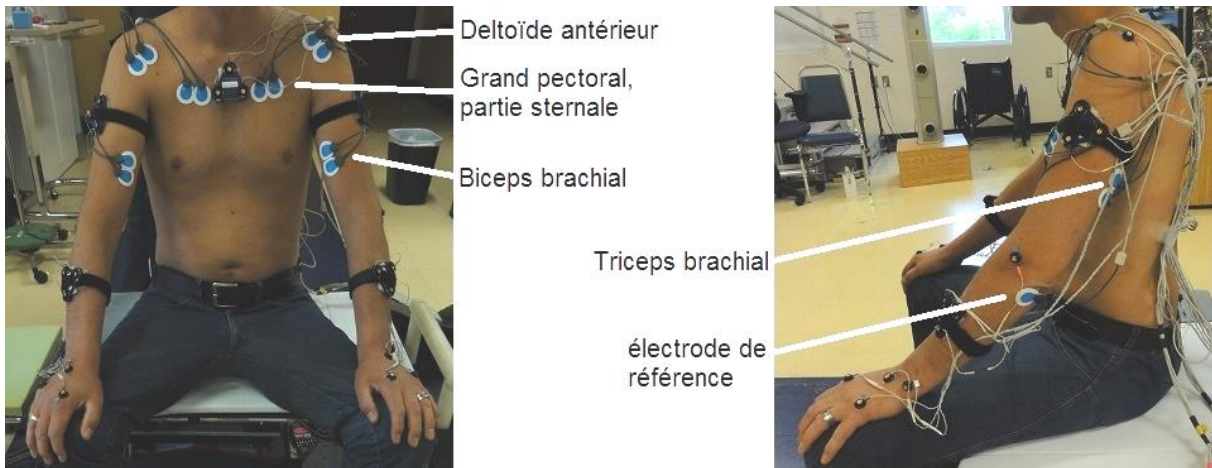 Deltoïde antérieur
Grand pectoral,
partie sternale
Biceps brachial
Triceps brachial
électrode de
référence